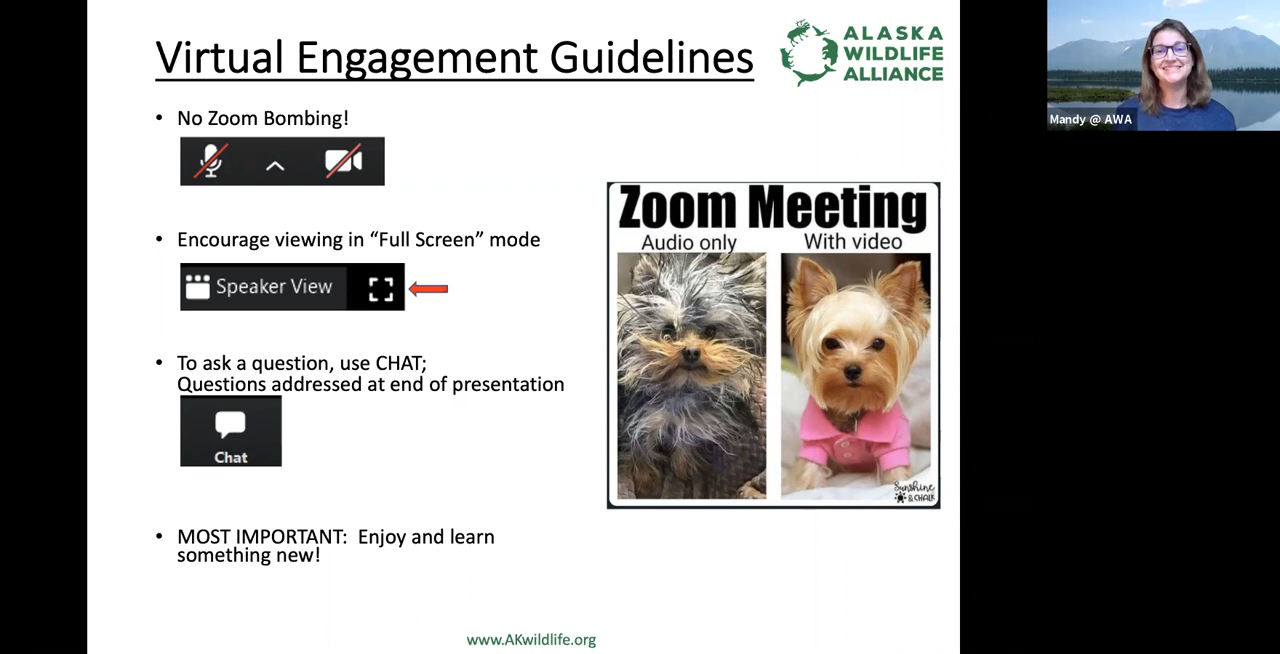 Virtual Engagement Guidelines
ALASKA
WILDLIFE
ALLIANCE
Mandy @ AWA
• No Zoom Bombing!
• Encourage viewing in “Full Screen” mode
Speaker View
• To ask a question, use CHAT;
Questions addressed at end of presentation
Chat
• MOST IMPORTANT: Enjoy and learn
something new!
Zoom Meeting
Audio only
With video
Sunshine
& CHALK
www.AKwildlife.org